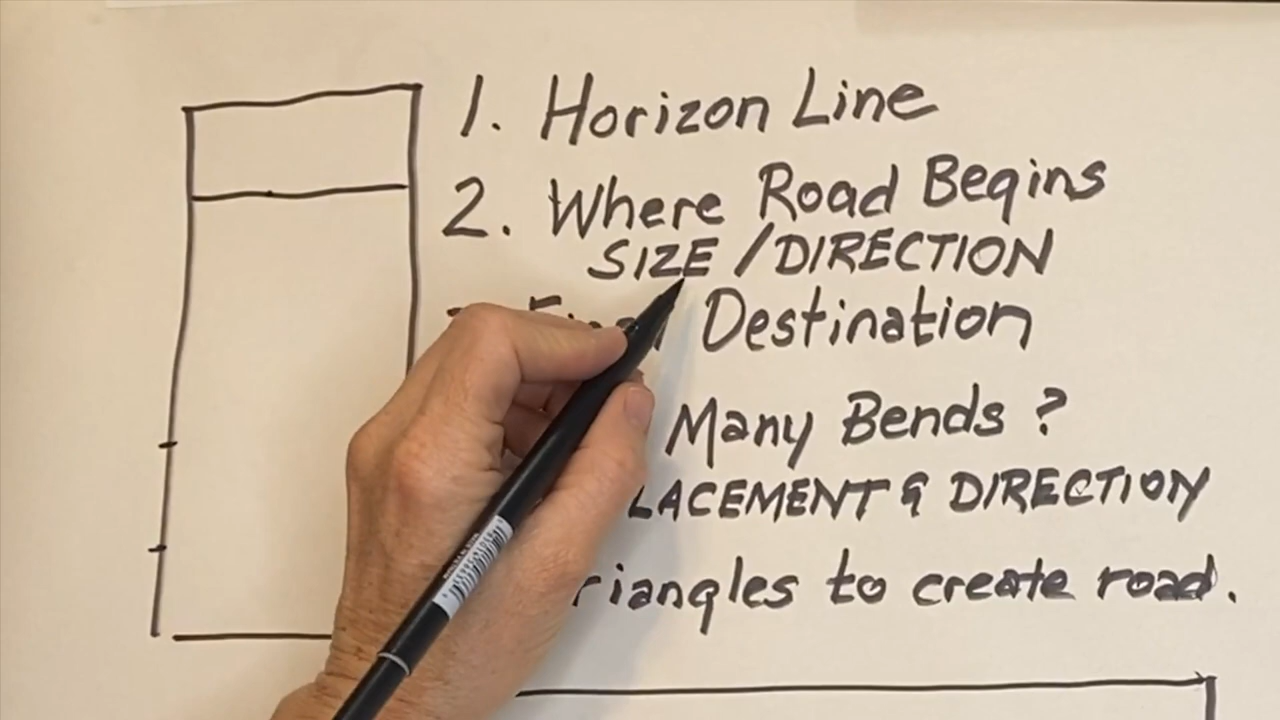 1. Horizon Line
2. Where Road Begins
SIZE / DIRECTION
Destination
Many Bends ?
LACEMENT & DIRECTION
riangles to create road.